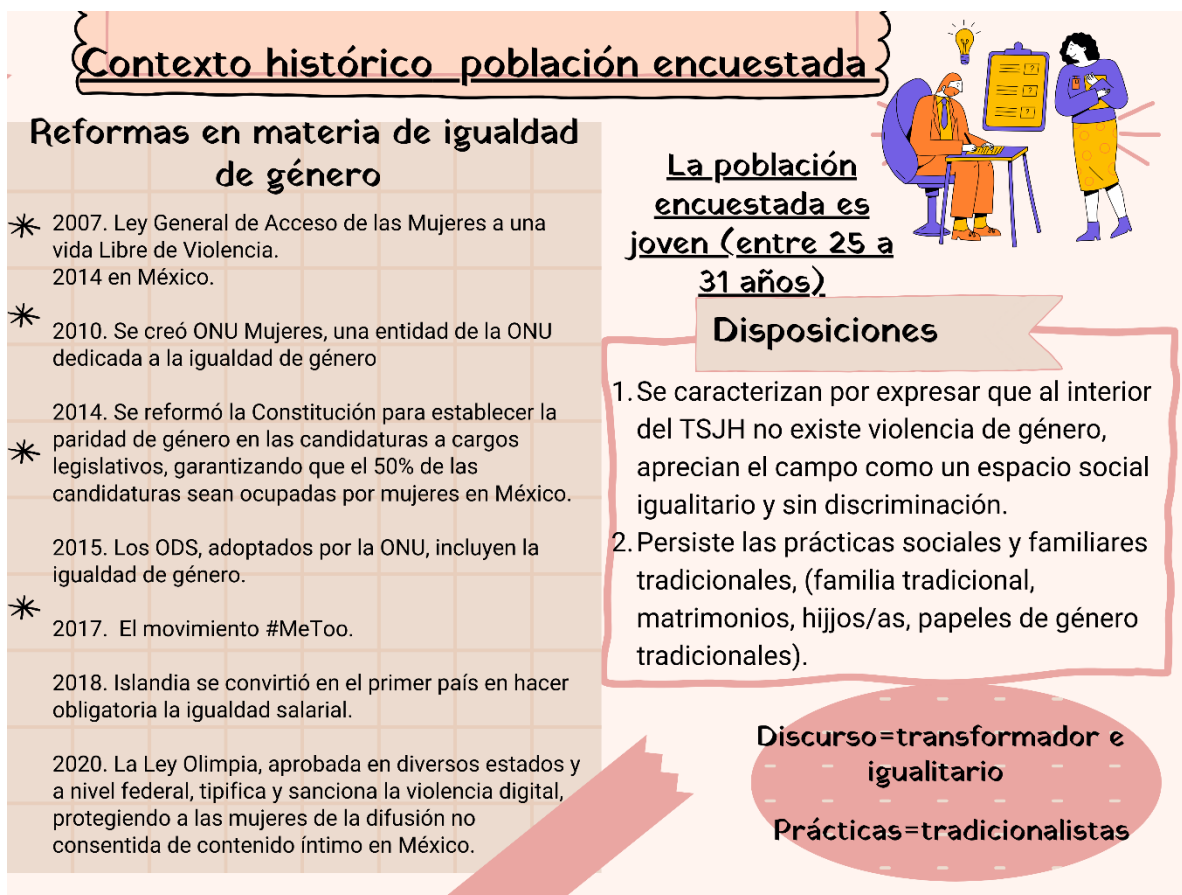 Contexto histórico población encuestada
Reformas en materia de igualdad
de género
2007. Ley General de Acceso de las Mujeres a una
vida Libre de Violencia.
2014 en México.
2010. Se creó ONU Mujeres, una entidad de la ONU
dedicada a la igualdad de género
2014. Se reformó la Constitución para establecer la
paridad de género en las candidaturas a cargos
legislativos, garantizando que el 50% de las
candidaturas sean ocupadas por mujeres en México.
2015. Los ODS, adoptados por la ONU, incluyen la
igualdad de género.
2017. El movimiento #MeToo.
2018. Islandia se convirtió en el primer país en hacer
obligatoria la igualdad salarial.
2020. La Ley Olimpia, aprobada en diversos estados y
a nivel federal, tipifica y sanciona la violencia digital,
protegiendo a las mujeres de la difusión no
consentida de contenido íntimo en México.
La población
encuestada es
joven (entre 25 a
31 años)
Disposiciones
1. Se caracterizan por expresar que al interior
del TSJH no existe violencia de género,
aprecian el campo como un espacio social
igualitario y sin discriminación.
2. Persiste las prácticas sociales y familiares
tradicionales, (familia tradicional,
matrimonios, hijjos/as, papeles de género
tradicionales).
Discurso=transformador e
igualitario
Prácticas=tradicionalistas